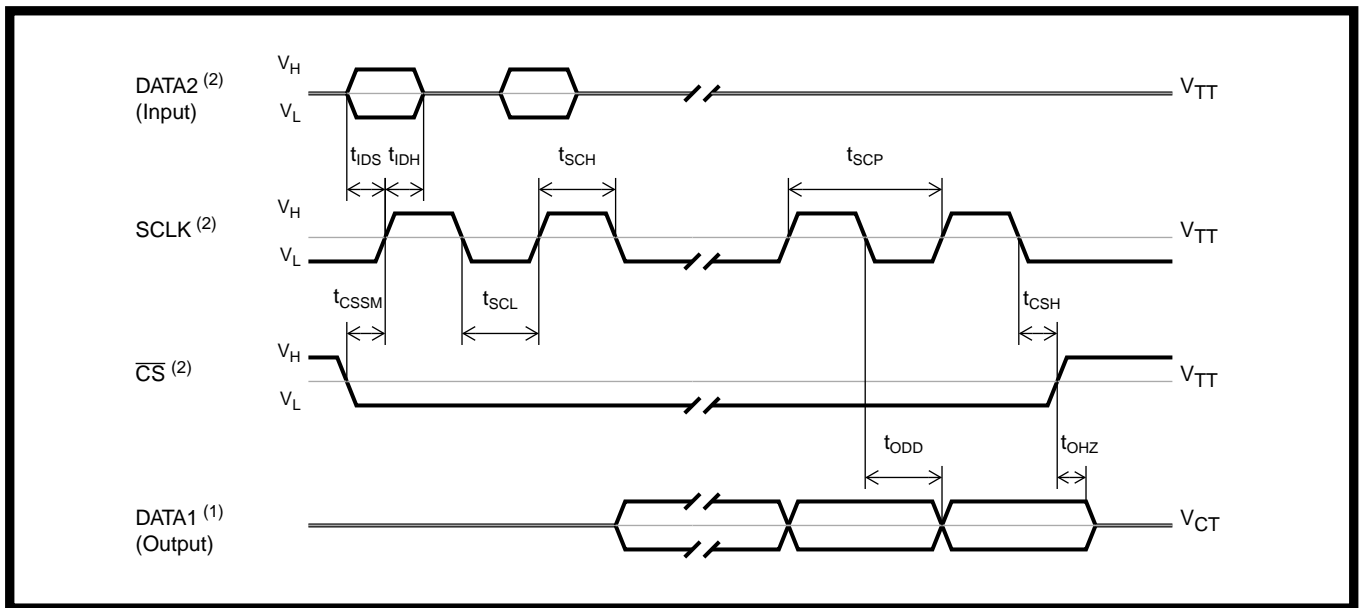 V_H
DATA2 (2)
(Input)
V_L
V_TT
t_IDS t_IDH t_SCH t_SCP
V_H
SCLK (2)
V_L
V_TT
t_CSSM t_SCL t_CSH
V_H
C̅S̅ (2)
V_L
V_TT
t_ODD t_OHZ
DATA1 (1)
(Output)
V_CT